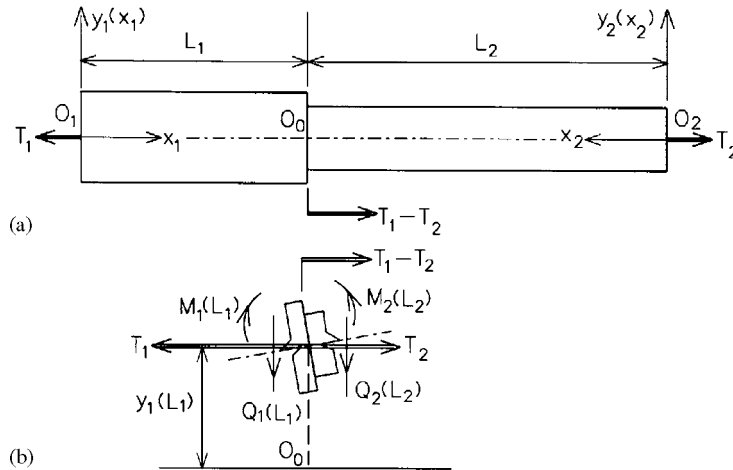 y₁(x₁) y₂(x₂)
L₁ L₂
O₁ O₀ O₂
T₁ x₁ x₂ T₂
T₁−T₂
(a)
T₁−T₂
M₁(L₁) M₂(L₂)
T₁ T₂
y₁(L₁) Q₁(L₁) Q₂(L₂)
O₀
(b)